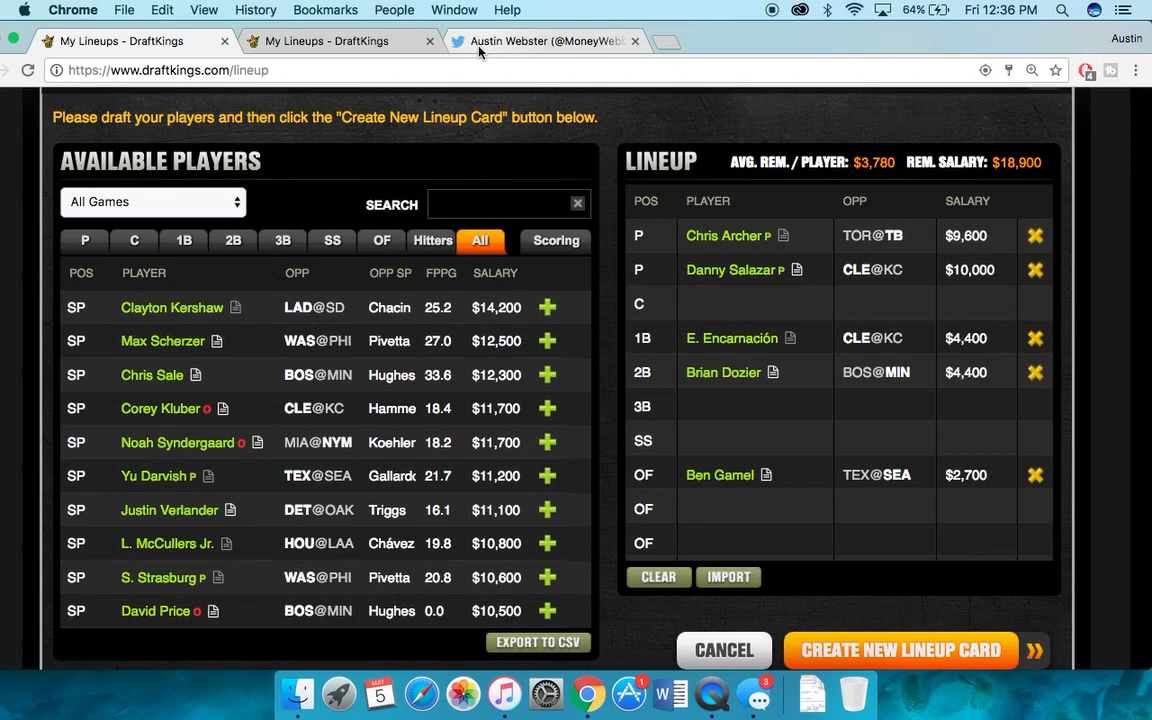 Chrome File Edit View History Bookmarks People Window Help 64% Fri 12:36 PM
My Lineups - DraftKings My Lineups - DraftKings Austin Webster (@MoneyWebb Austin
https://www.draftkings.com/lineup 4
Please draft your players and then click the "Create New Lineup Card" button below.
AVAILABLE PLAYERS
All Games SEARCH
P C 1B 2B 3B SS OF Hitters All Scoring
POS PLAYER OPP OPP SP FPPG SALARY
SP Clayton Kershaw LAD@SD Chacin 25.2 $14,200
SP Max Scherzer WAS@PHI Pivetta 27.0 $12,500
SP Chris Sale BOS@MIN Hughes 33.6 $12,300
SP Corey Kluber O CLE@KC Hamme 18.4 $11,700
SP Noah Syndergaard O MIA@NYM Koehler 18.2 $11,700
SP Yu Darvish P TEX@SEA Gallardo 21.7 $11,200
SP Justin Verlander DET@OAK Triggs 16.1 $11,100
SP L. McCullers Jr. HOU@LAA Chávez 19.8 $10,800
SP S. Strasburg P WAS@PHI Pivetta 20.8 $10,600
SP David Price O BOS@MIN Hughes 0.0 $10,500
EXPORT TO CSV
LINEUP AVG. REM. / PLAYER: $3,780 REM. SALARY: $18,900
POS PLAYER OPP SALARY
P Chris Archer P TOR@TB $9,600
P Danny Salazar P CLE@KC $10,000
C
1B E. Encarnación CLE@KC $4,400
2B Brian Dozier BOS@MIN $4,400
3B
SS
OF Ben Gamel TEX@SEA $2,700
OF
OF
CLEAR IMPORT
CANCEL CREATE NEW LINEUP CARD
MAY 5 1 W 3